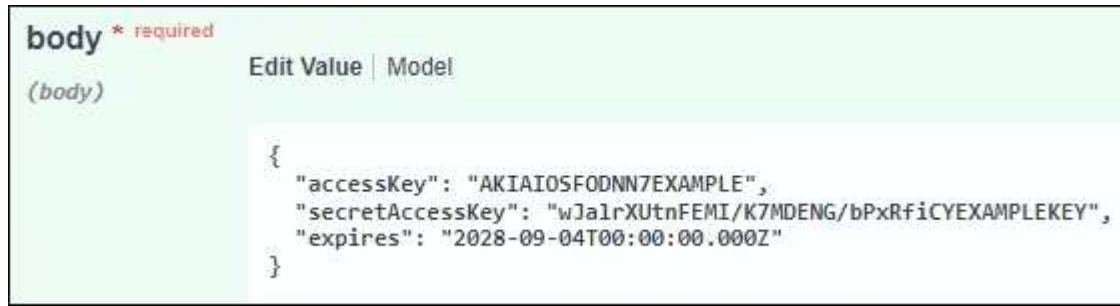 body * required
Edit Value | Model
(body)
{
"accessKey": "AKIAIOSFODNN7EXAMPLE",
"secretAccessKey": "wJalrXUtnFEMI/K7MDENG/bPxRfiCYEXAMPLEKEY",
"expires": "2028-09-04T00:00:00.000Z"
}